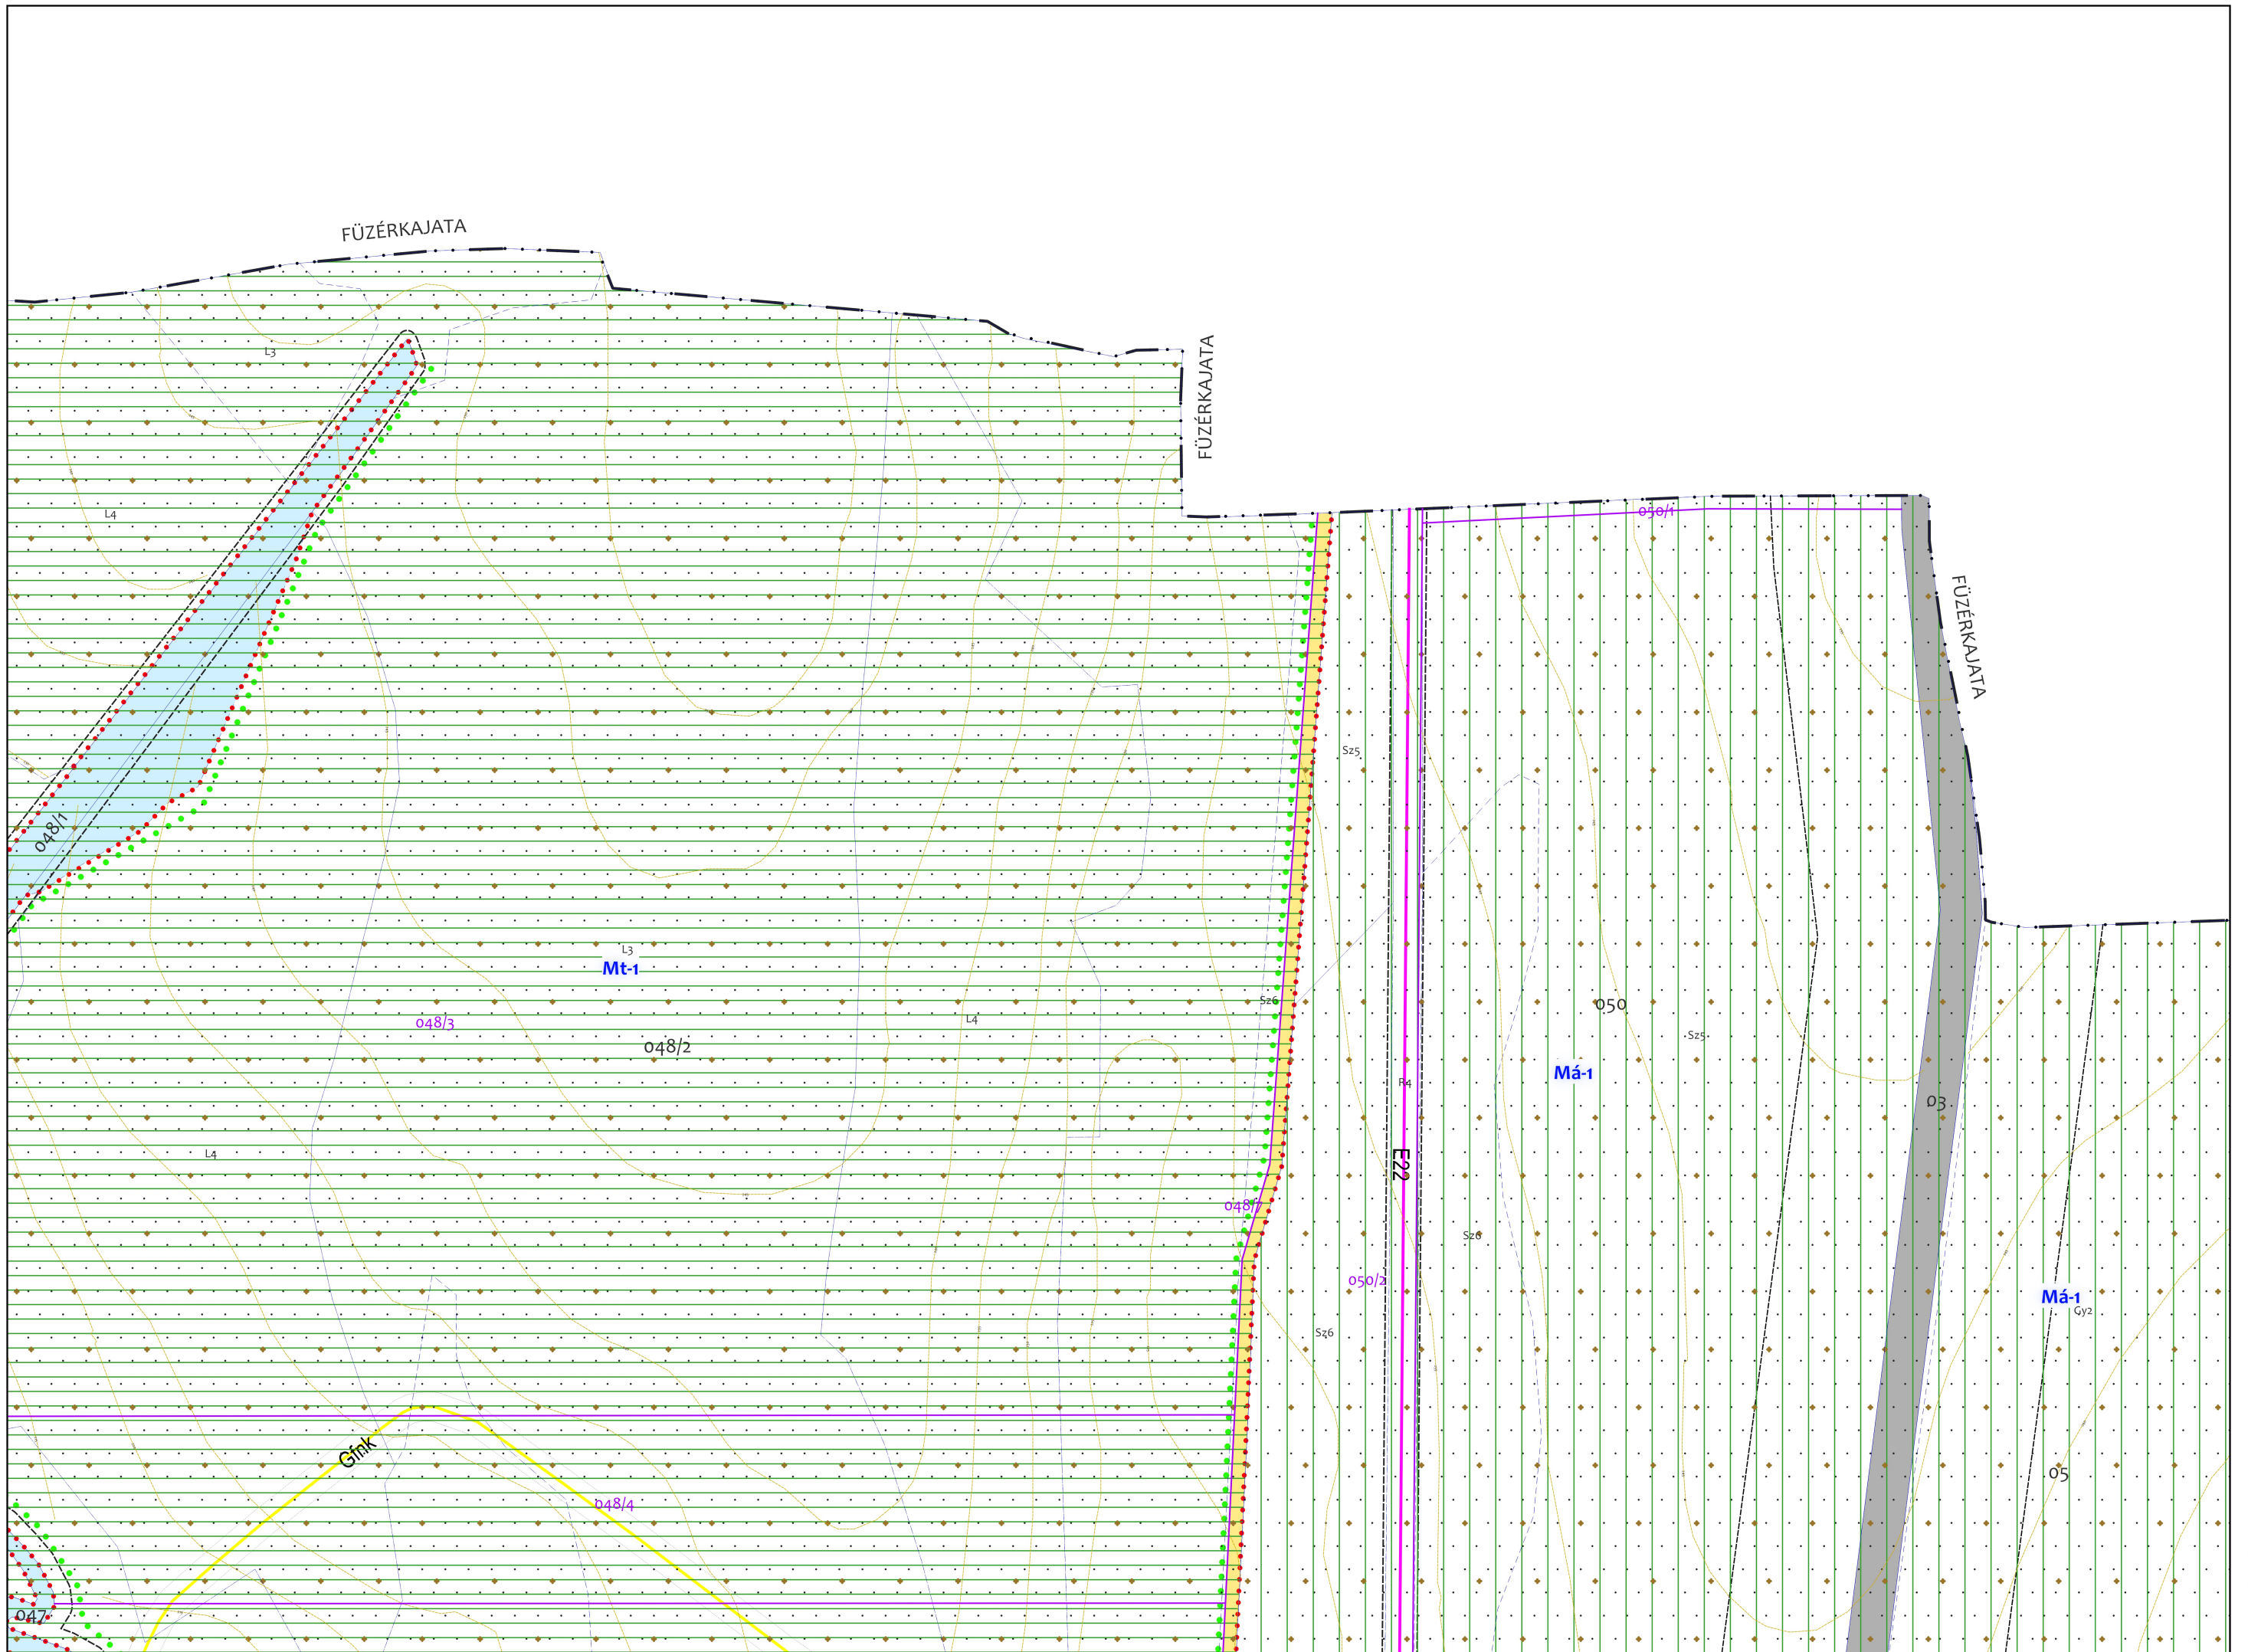 FÜZÉRKAJATA
FÜZÉRKAJATA
L3
L4
050/1
FÜZÉRKAJATA
Sz5
048/1
L3
Mt-1
048/3
048/2
L4
Sz6
050
Sz5
Má-1
R4
03
L4
E22
048/7
Sz6
050/2
Má-1
Gy2
Sz6
Gfnk
048/4
05
047